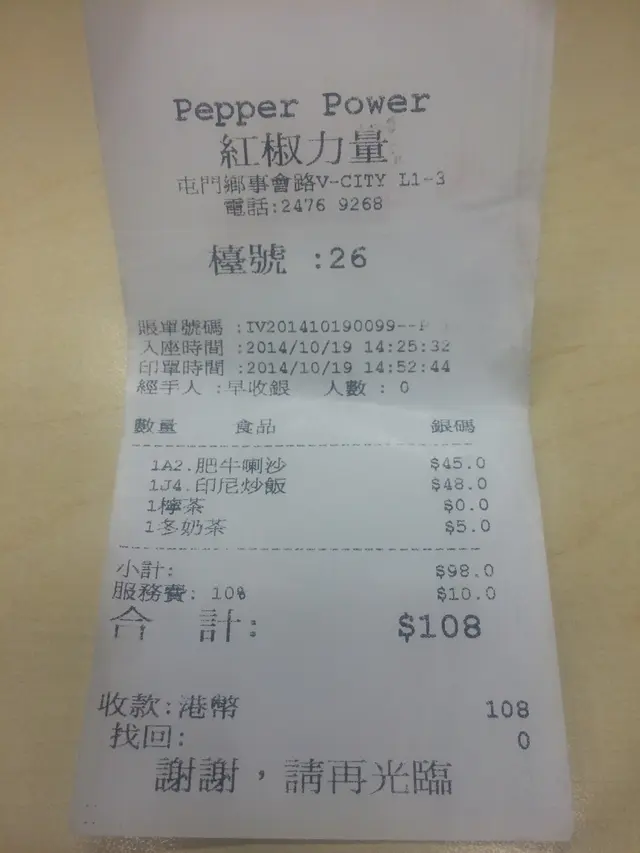 Pepper Power
紅椒力量
屯門鄉事會路V-CITY L1-3
電話:2476 9268
檯號 :26
賬單號碼 :IV201410190099--P
入座時間 :2014/10/19 14:25:32
印單時間 :2014/10/19 14:52:44
經手人 :早收銀 人數 : 0
數量 食品 銀碼
1A2.肥牛喇沙 $45.0
1J4.印尼炒飯 $48.0
1檸茶 $0.0
1冬奶茶 $5.0
小計: $98.0
服務費: 10% $10.0
合 計: $108
收款:港幣 108
找回: 0
謝謝，請再光臨